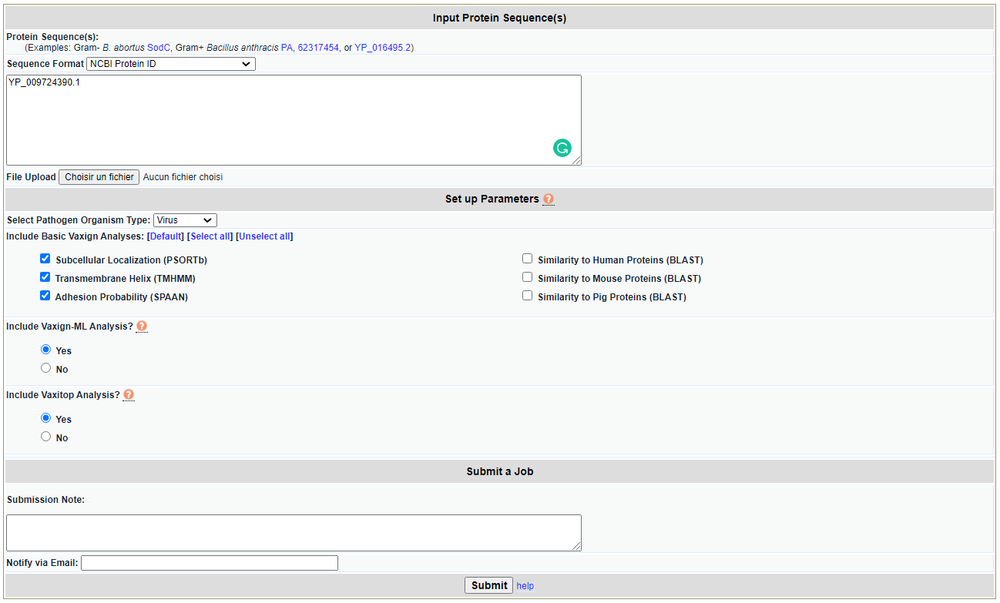 Input Protein Sequence(s)
Protein Sequence(s):
(Examples: Gram- B. abortus SodC, Gram+ Bacillus anthracis PA, 62317454, or YP_016495.2)
Sequence Format NCBI Protein ID
YP_009724390.1
G
File Upload Choisir un fichier Aucun fichier choisi
Set up Parameters ?
Select Pathogen Organism Type: Virus
Include Basic Vaxign Analyses: [Default] [Select all] [Unselect all]
Subcellular Localization (PSORTb) Similarity to Human Proteins (BLAST)
Transmembrane Helix (TMHMM) Similarity to Mouse Proteins (BLAST)
Adhesion Probability (SPAAN) Similarity to Pig Proteins (BLAST)
Include Vaxign-ML Analysis? ?
Yes
No
Include Vaxitop Analysis? ?
Yes
No
Submit a Job
Submission Note:
Notify via Email:
Submit help